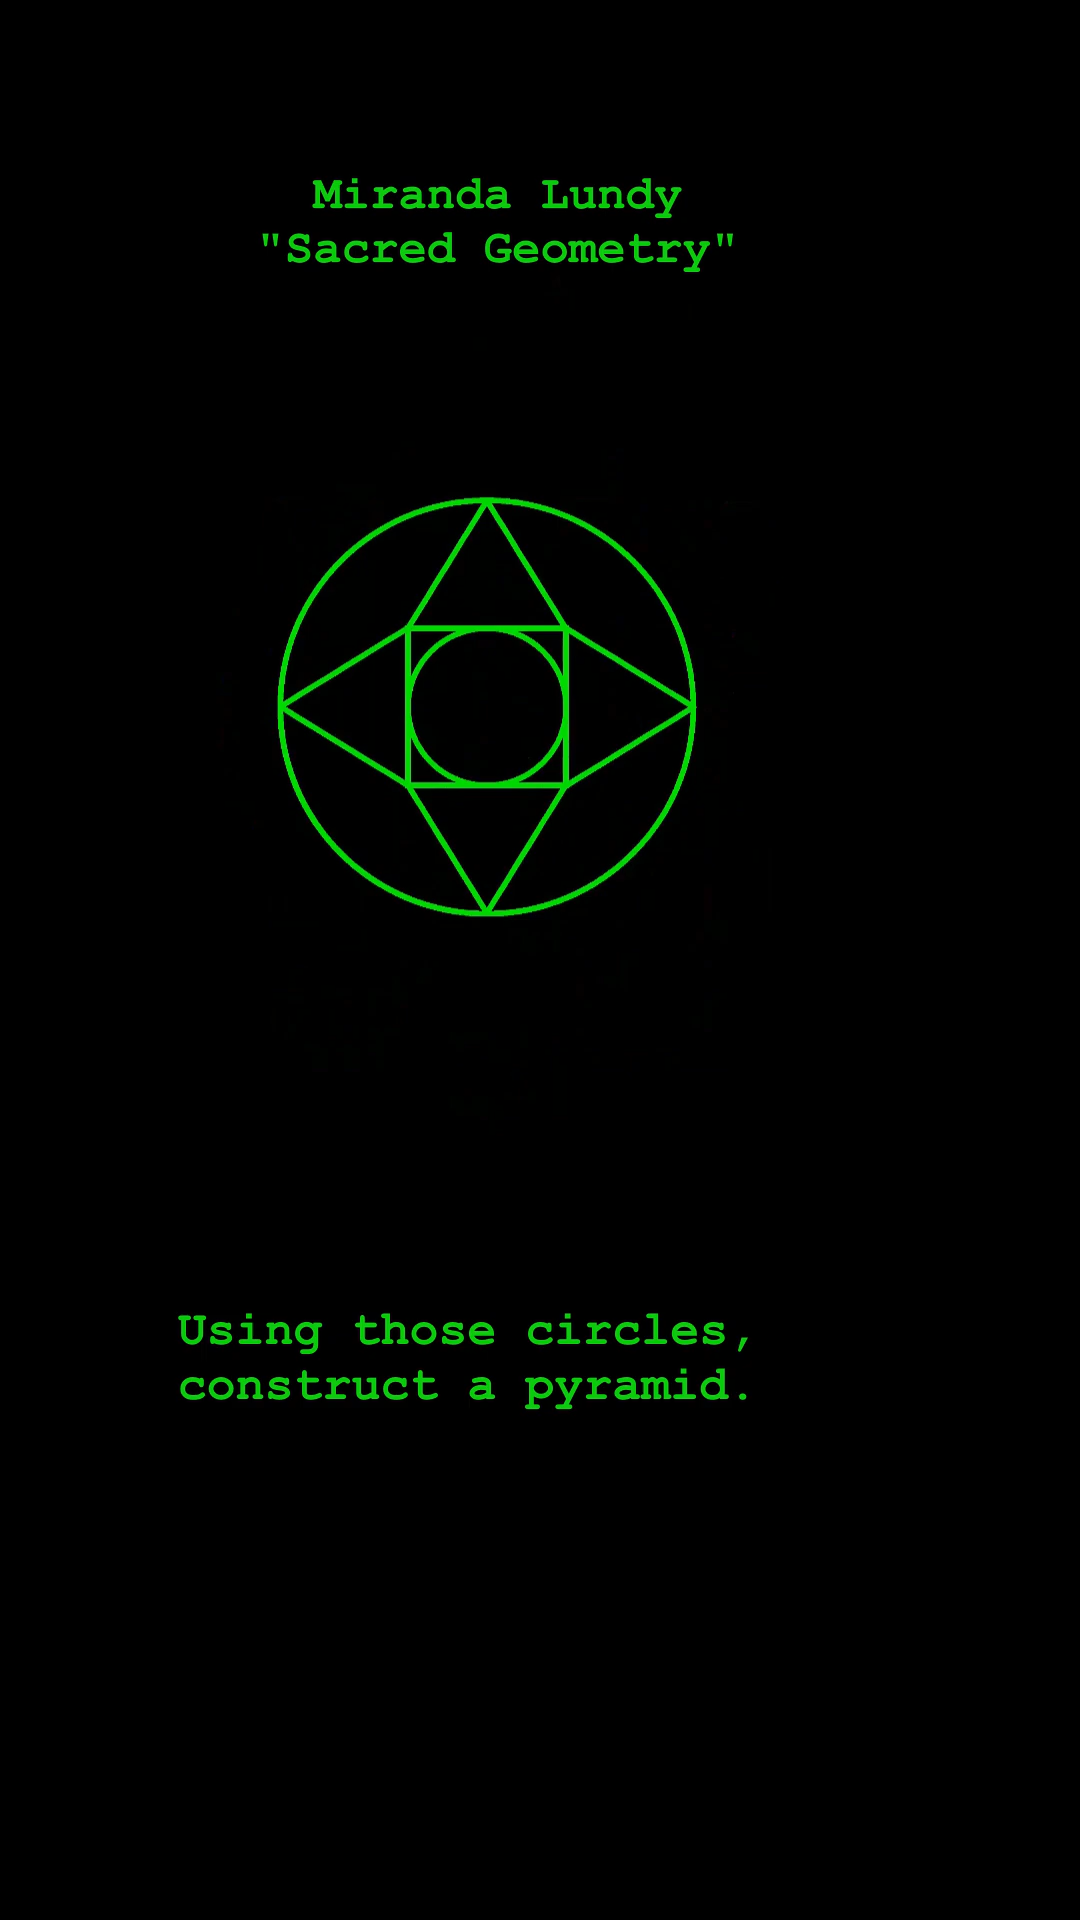 Miranda Lundy
"Sacred Geometry"
Using those circles,
construct a pyramid.